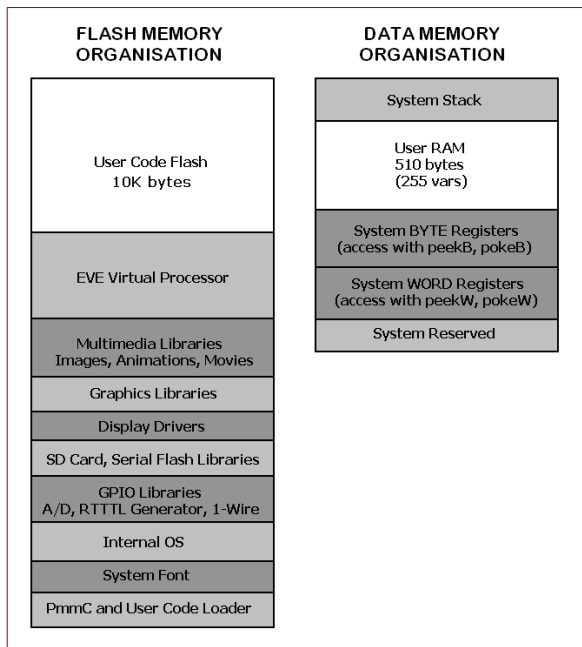 FLASH MEMORY
ORGANISATION
User Code Flash
10K bytes
EVE Virtual Processor
Multimedia Libraries
Images, Animations, Movies
Graphics Libraries
Display Drivers
SD Card, Serial Flash Libraries
GPIO Libraries
A/D, RTTTL Generator, 1-Wire
Internal OS
System Font
PmmC and User Code Loader
DATA MEMORY
ORGANISATION
System Stack
User RAM
510 bytes
(255 vars)
System BYTE Registers
(access with peekB, pokeB)
System WORD Registers
(access with peekW, pokeW)
System Reserved